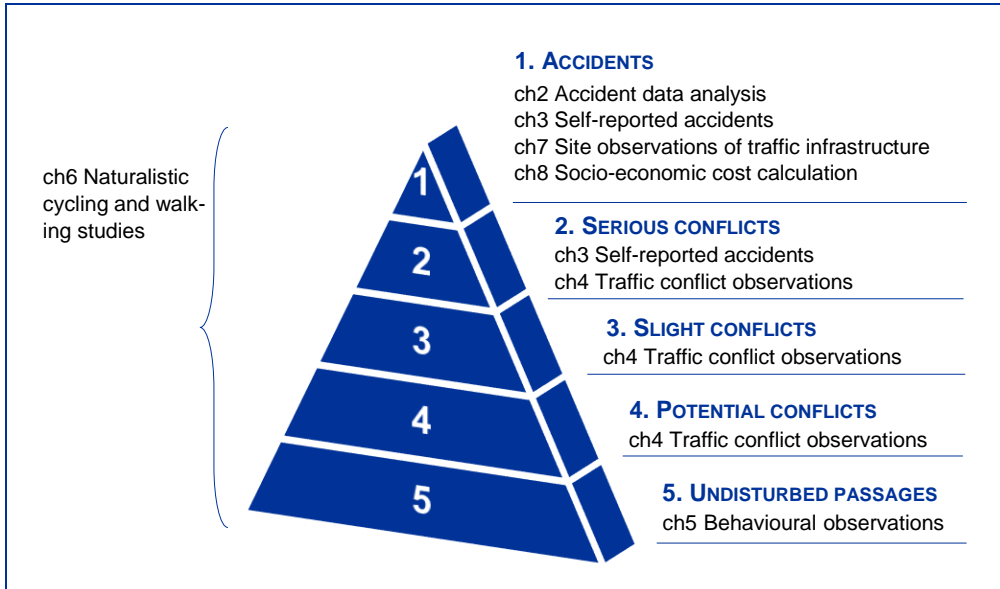 1. ACCIDENTS
ch2 Accident data analysis
ch3 Self-reported accidents
ch7 Site observations of traffic infrastructure
ch8 Socio-economic cost calculation
ch6 Naturalistic
cycling and walk-
ing studies
1
2. SERIOUS CONFLICTS
ch3 Self-reported accidents
ch4 Traffic conflict observations
2
3. SLIGHT CONFLICTS
ch4 Traffic conflict observations
3
4. POTENTIAL CONFLICTS
ch4 Traffic conflict observations
4
5. UNDISTURBED PASSAGES
ch5 Behavioural observations
5